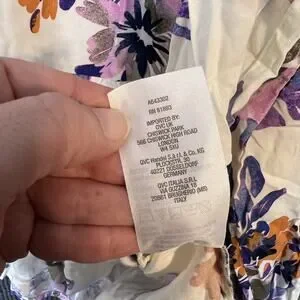 A643302
RN 81883
IMPORTED BY:
QVC UK
CHISWICK PARK
566 CHISWICK HIGH ROAD
LONDON
W4 5XU
QVC Handel S.à r.l. & Co. KG
PLOCKSTR. 30
40221 DÜSSELDORF
GERMANY
QVC ITALIA S.R.L.
VIA GUZZINA 18
20861 BRUGHERIO (MB)
ITALY